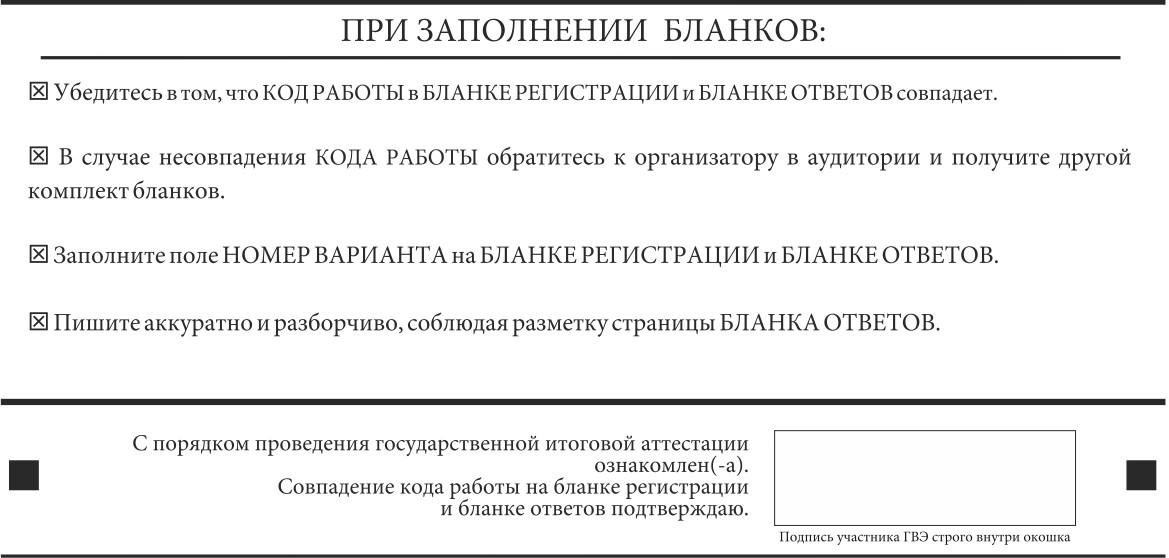 ПРИ ЗАПОЛНЕНИИ БЛАНКОВ:
☒ Убедитесь в том, что КОД РАБОТЫ в БЛАНКЕ РЕГИСТРАЦИИ и БЛАНКЕ ОТВЕТОВ совпадает.
☒ В случае несовпадения КОДА РАБОТЫ обратитесь к организатору в аудитории и получите другой
комплект бланков.
☒ Заполните поле НОМЕР ВАРИАНТА на БЛАНКЕ РЕГИСТРАЦИИ и БЛАНКЕ ОТВЕТОВ.
☒ Пишите аккуратно и разборчиво, соблюдая разметку страницы БЛАНКА ОТВЕТОВ.
С порядком проведения государственной итоговой аттестации
ознакомлен(-а).
Совпадение кода работы на бланке регистрации
и бланке ответов подтверждаю.
Подпись участника ГВЭ строго внутри окошка